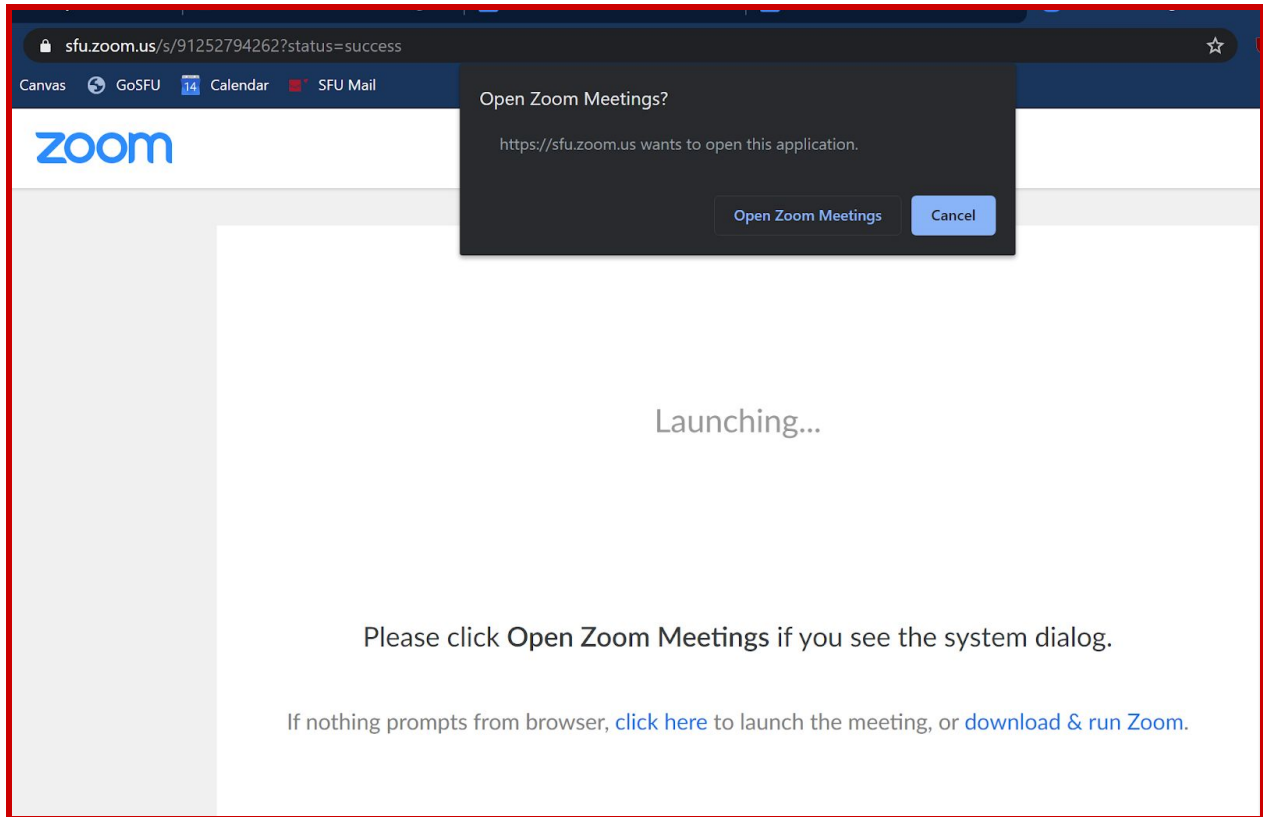 sfu.zoom.us/s/91252794262?status=success
Canvas GoSFU 14 Calendar SFU Mail
Open Zoom Meetings?
https://sfu.zoom.us wants to open this application.
Open Zoom Meetings Cancel
zoom
Launching...
Please click Open Zoom Meetings if you see the system dialog.
If nothing prompts from browser, click here to launch the meeting, or download & run Zoom.